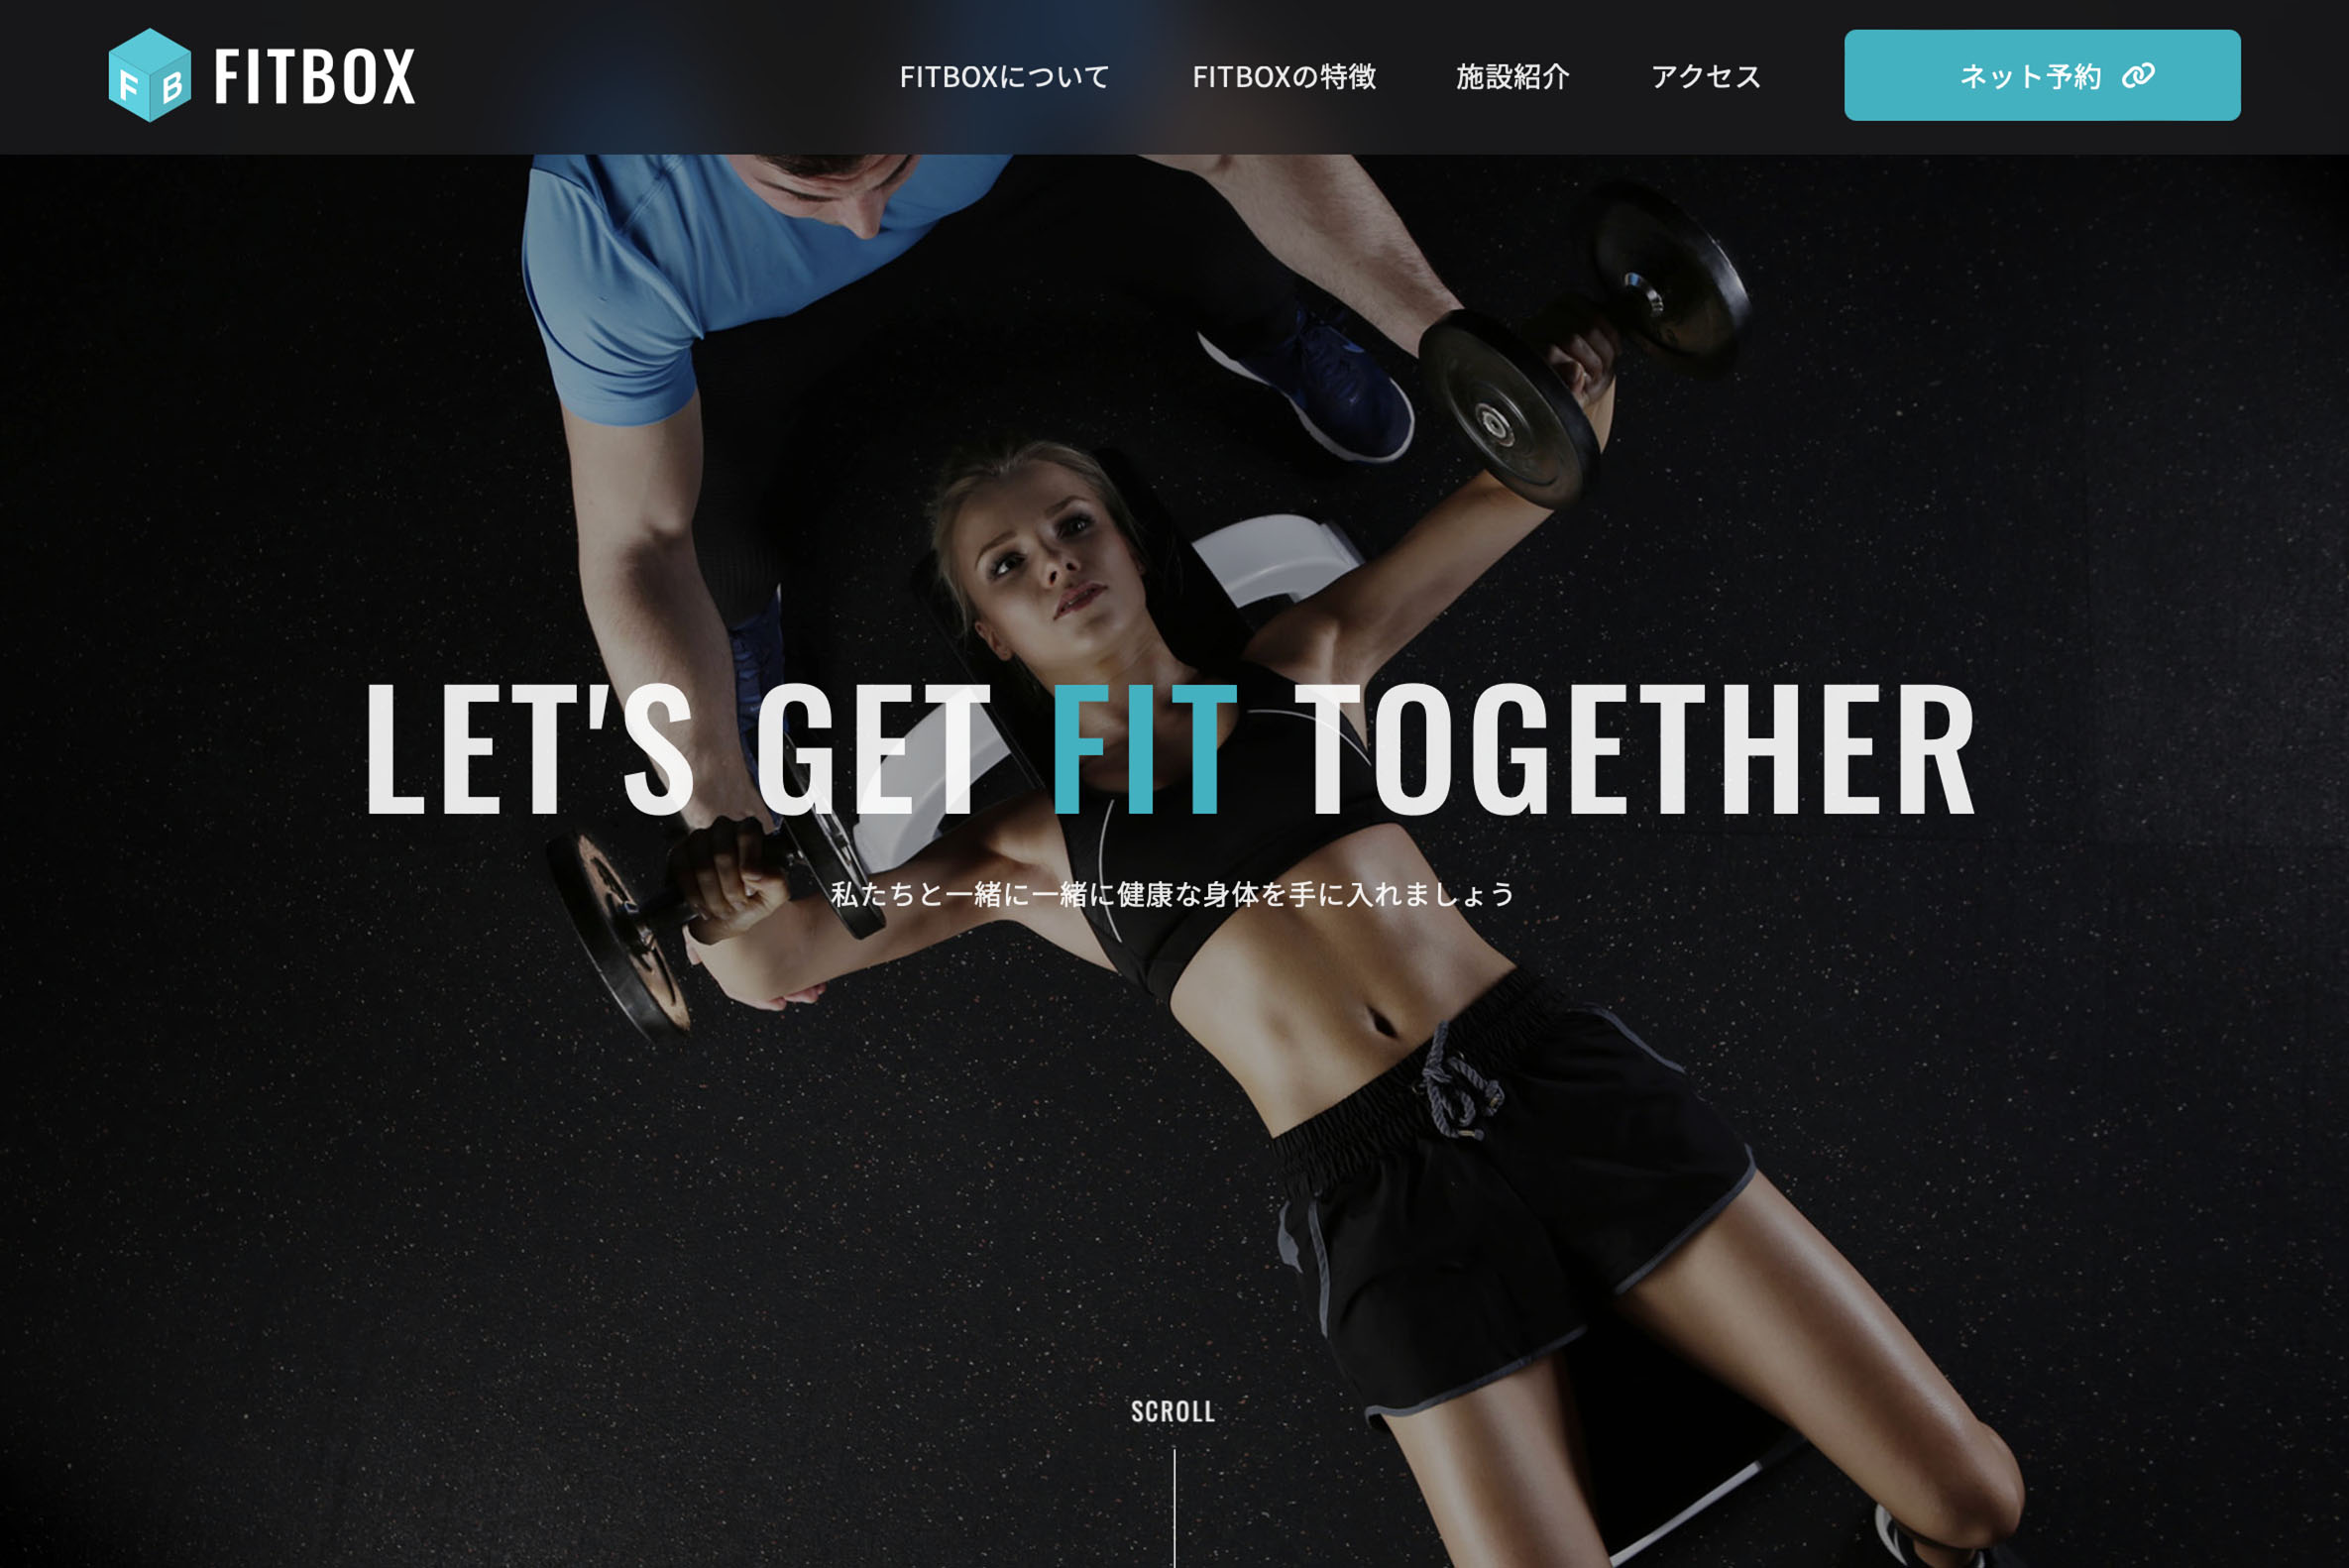 FB FITBOX
FITBOXについて
FITBOXの特徴
施設紹介
アクセス
ネット予約
LET'S GET FIT TOGETHER
私たちと一緒に一緒に健康な身体を手に入れましょう
SCROLL